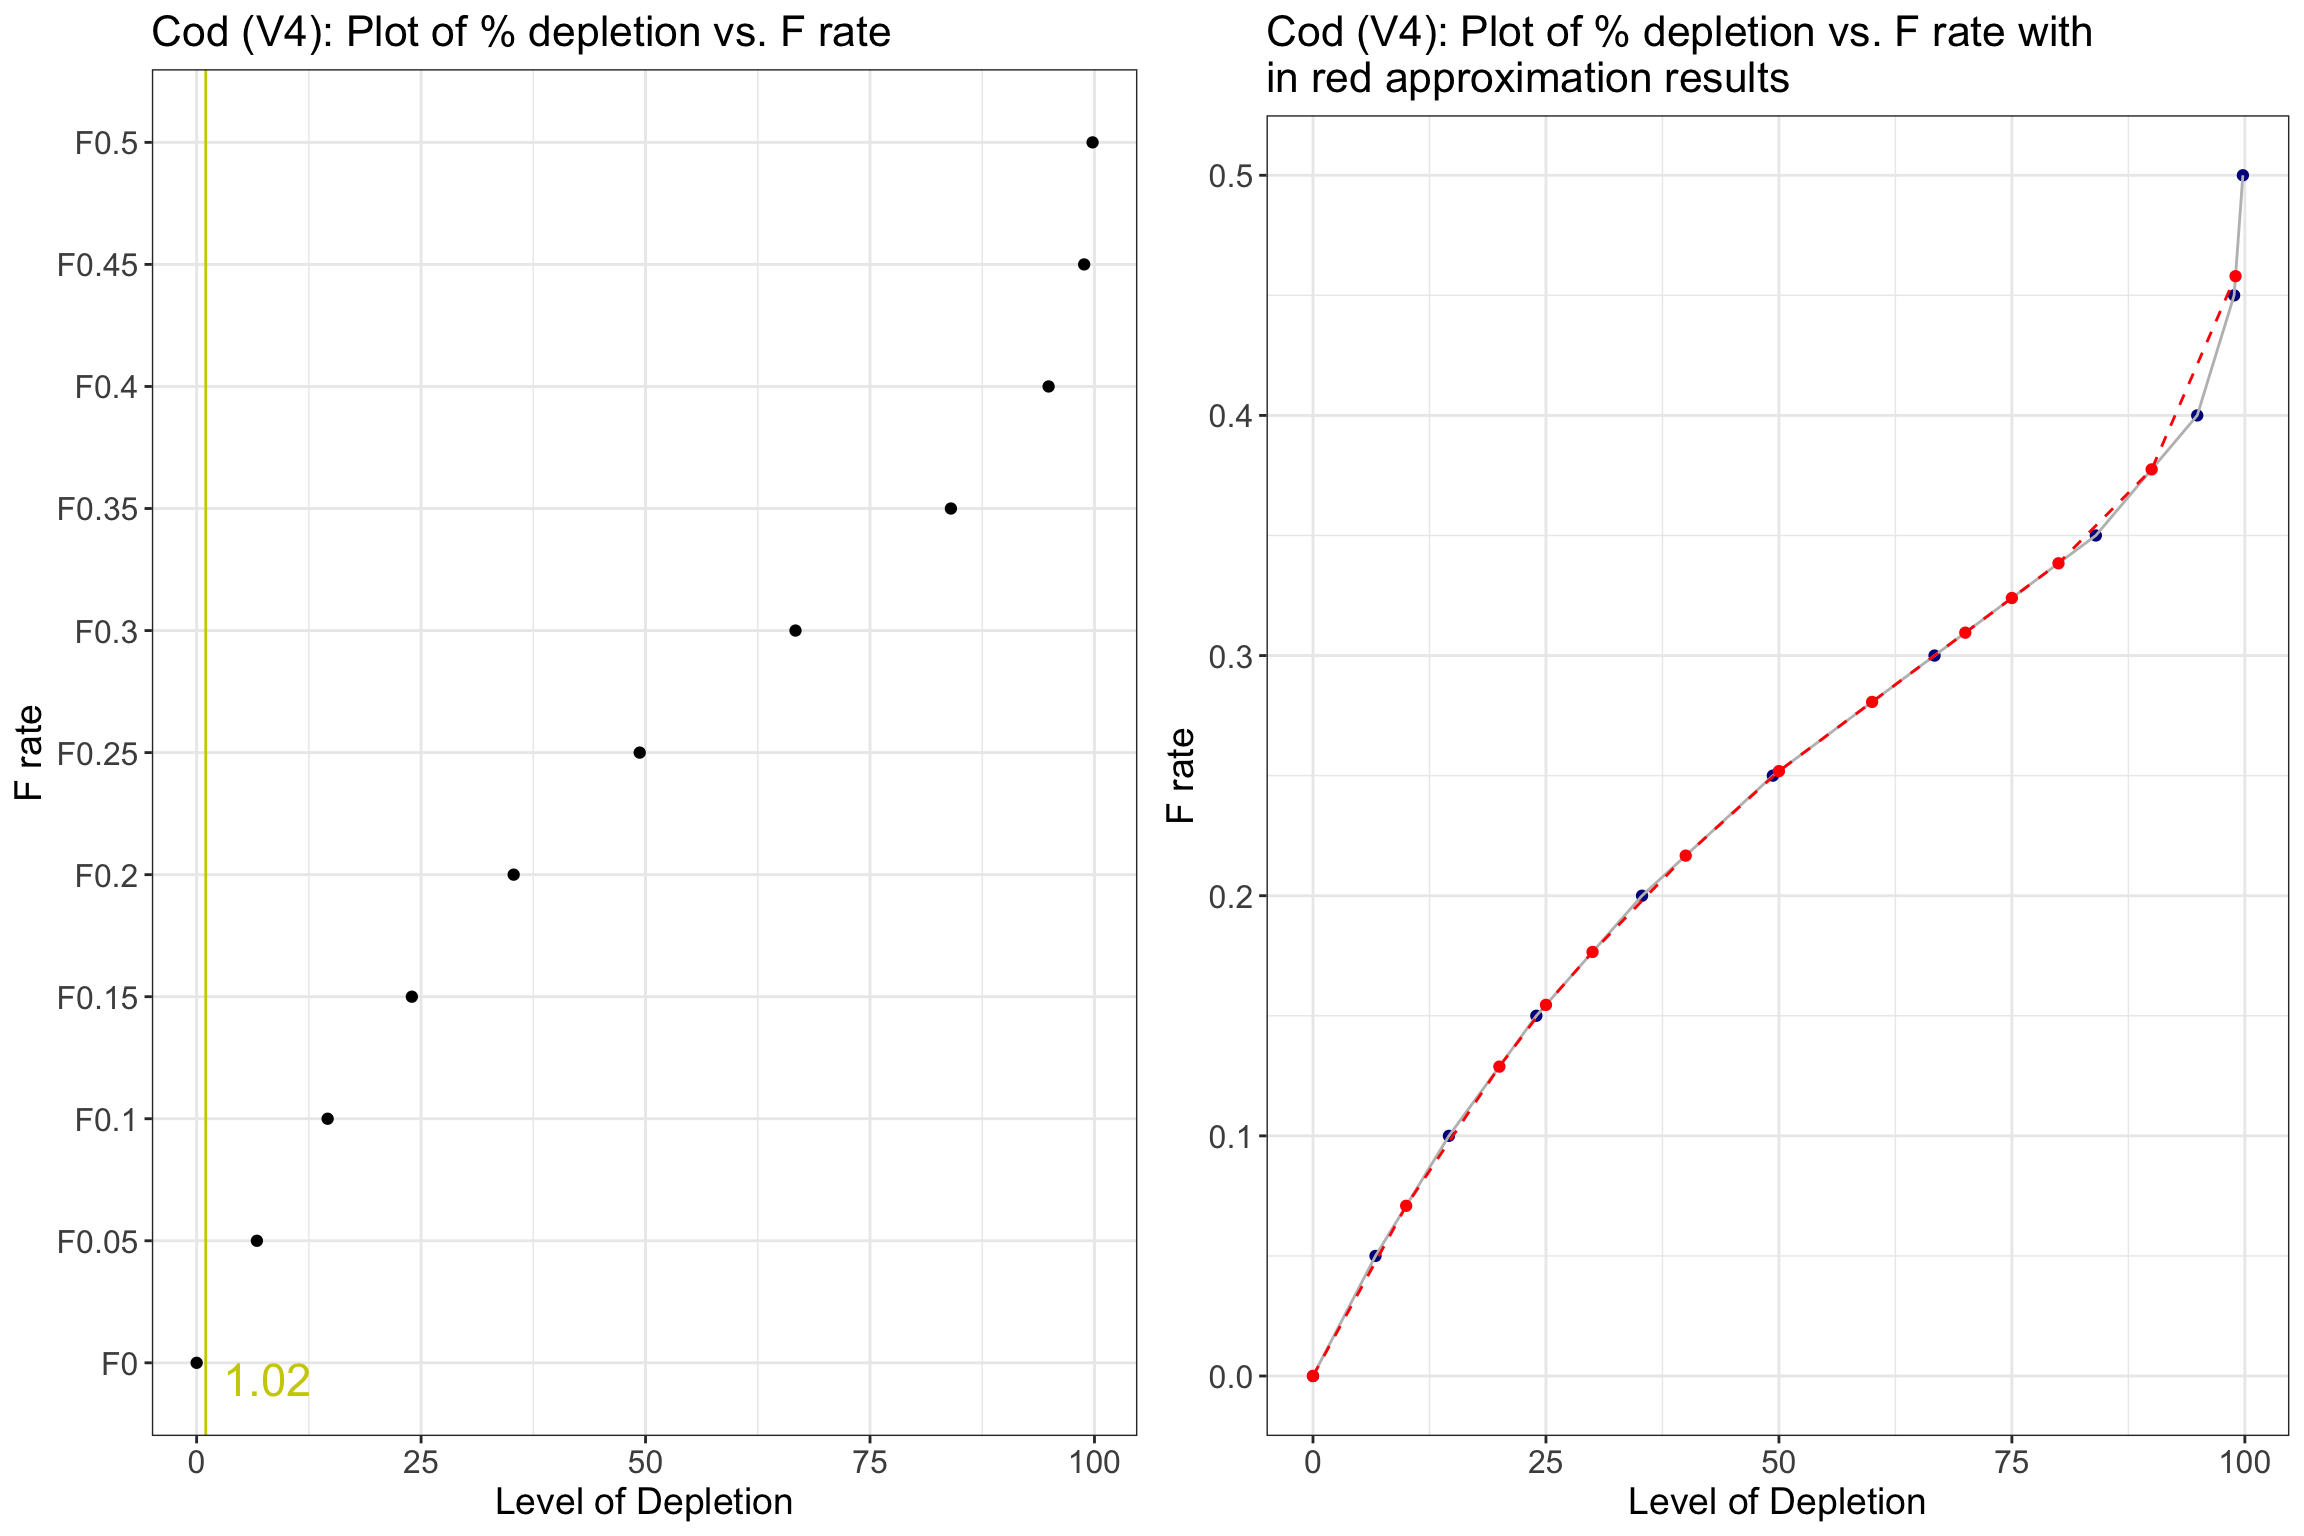 Cod (V4): Plot of % depletion vs. F rate
F rate
F0.5
F0.45
F0.4
F0.35
F0.3
F0.25
F0.2
F0.15
F0.1
F0.05
F0
1.02
0 25 50 75 100
Level of Depletion
Cod (V4): Plot of % depletion vs. F rate with
in red approximation results
F rate
0.5
0.4
0.3
0.2
0.1
0.0
0 25 50 75 100
Level of Depletion